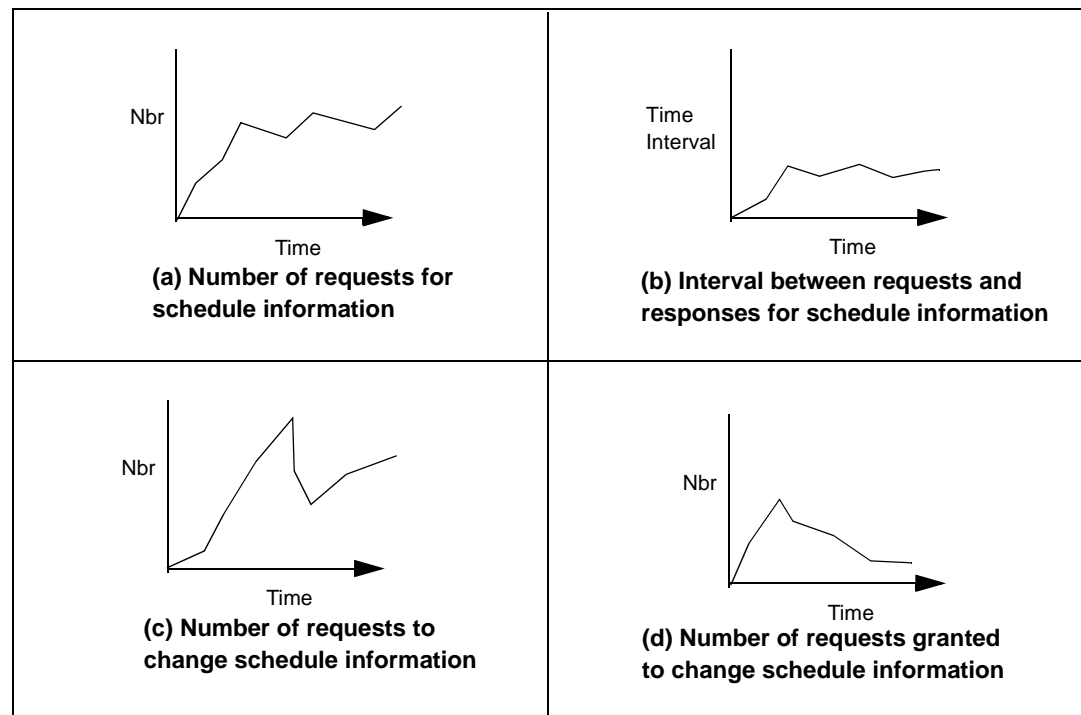 Nbr
Time
(a) Number of requests for
schedule information
Time
Interval
Time
(b) Interval between requests and
responses for schedule information
Nbr
Time
(c) Number of requests to
change schedule information
Nbr
Time
(d) Number of requests granted
to change schedule information